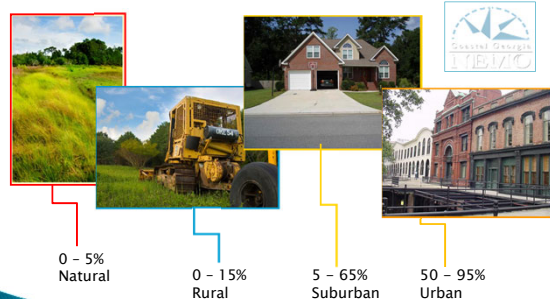 Coastal Georgia
NEMO
0 – 5%
Natural
0 – 15%
Rural
5 – 65%
Suburban
50 – 95%
Urban